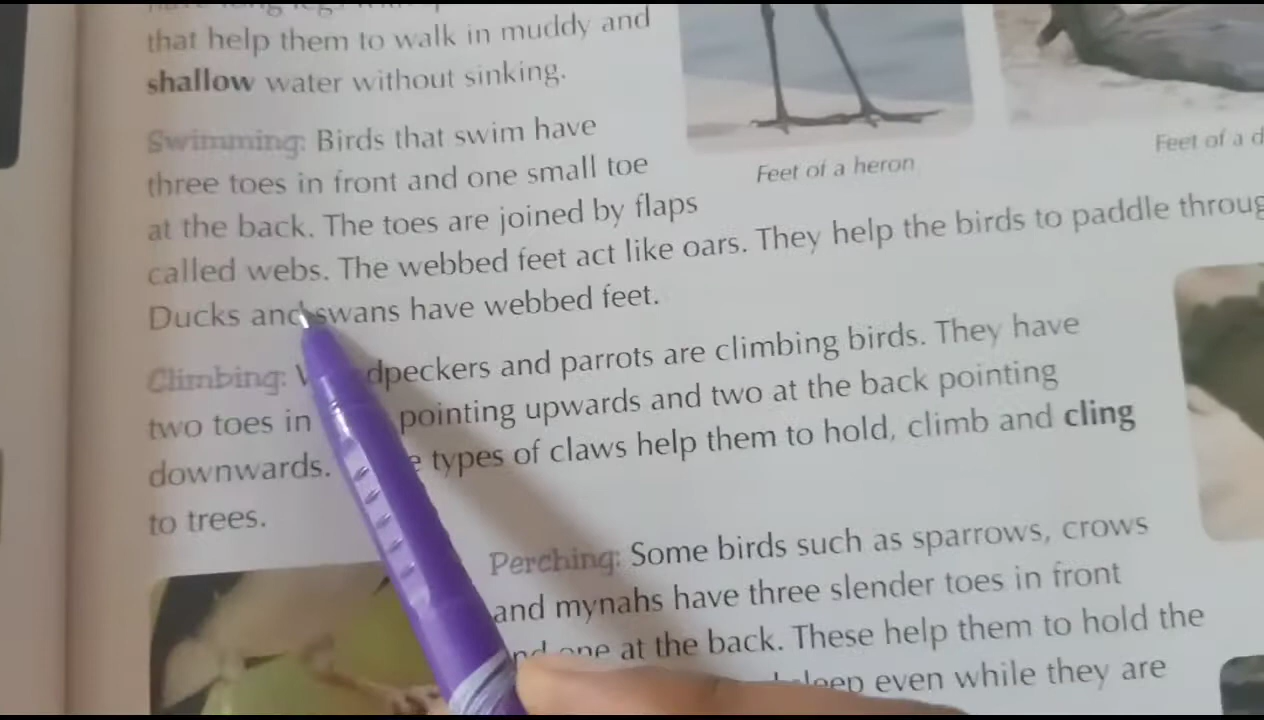 that help them to walk in muddy and
shallow water without sinking.
Swimming: Birds that swim have
three toes in front and one small toe
at the back. The toes are joined by flaps
called webs. The webbed feet act like oars. They help the birds to paddle throug
Ducks and swans have webbed feet.
Feet of a heron
Feet of a d
Climbing: dpeckers and parrots are climbing birds. They have
two toes in pointing upwards and two at the back pointing
downwards. types of claws help them to hold, climb and cling
to trees.
Perching: Some birds such as sparrows, crows
and mynahs have three slender toes in front
and one at the back. These help them to hold the
even while they are